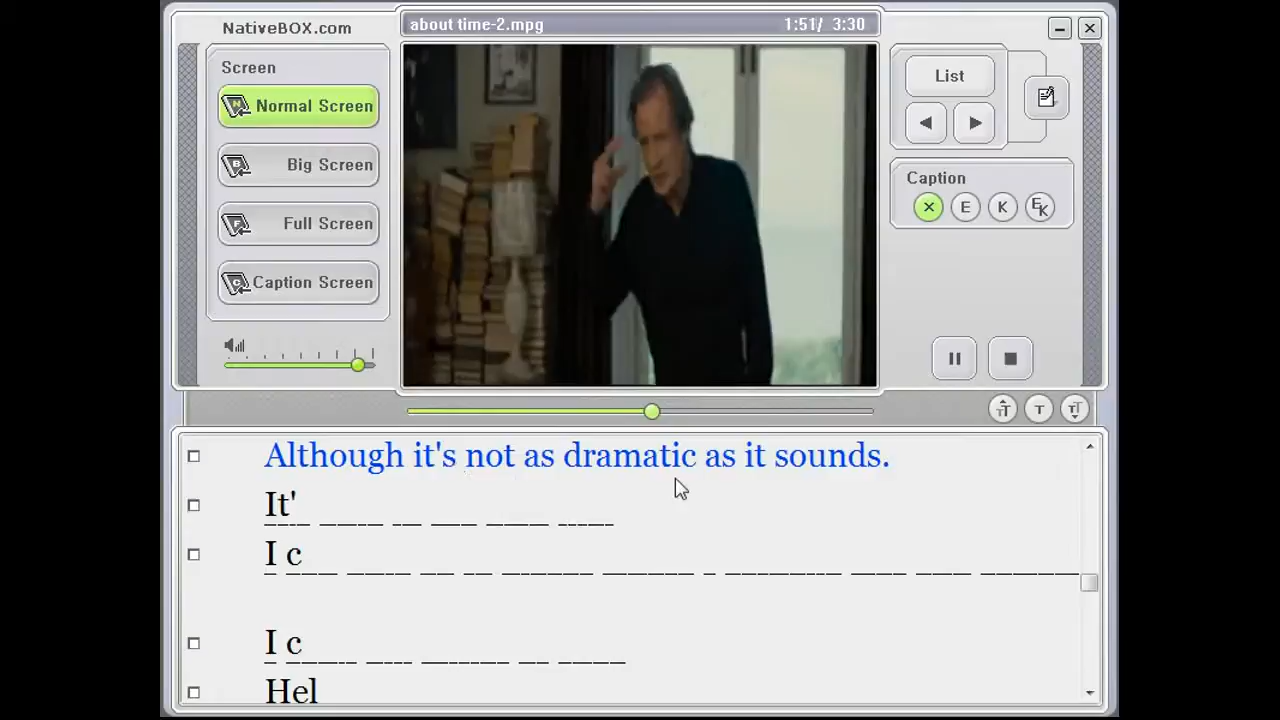 NativeBOX.com
about time-2.mpg 1:51/ 3:30
Screen
Normal Screen
Big Screen
Full Screen
Caption Screen
List
Caption
E K EK
T T T
Although it's not as dramatic as it sounds.
It'
I c
I c
Hel